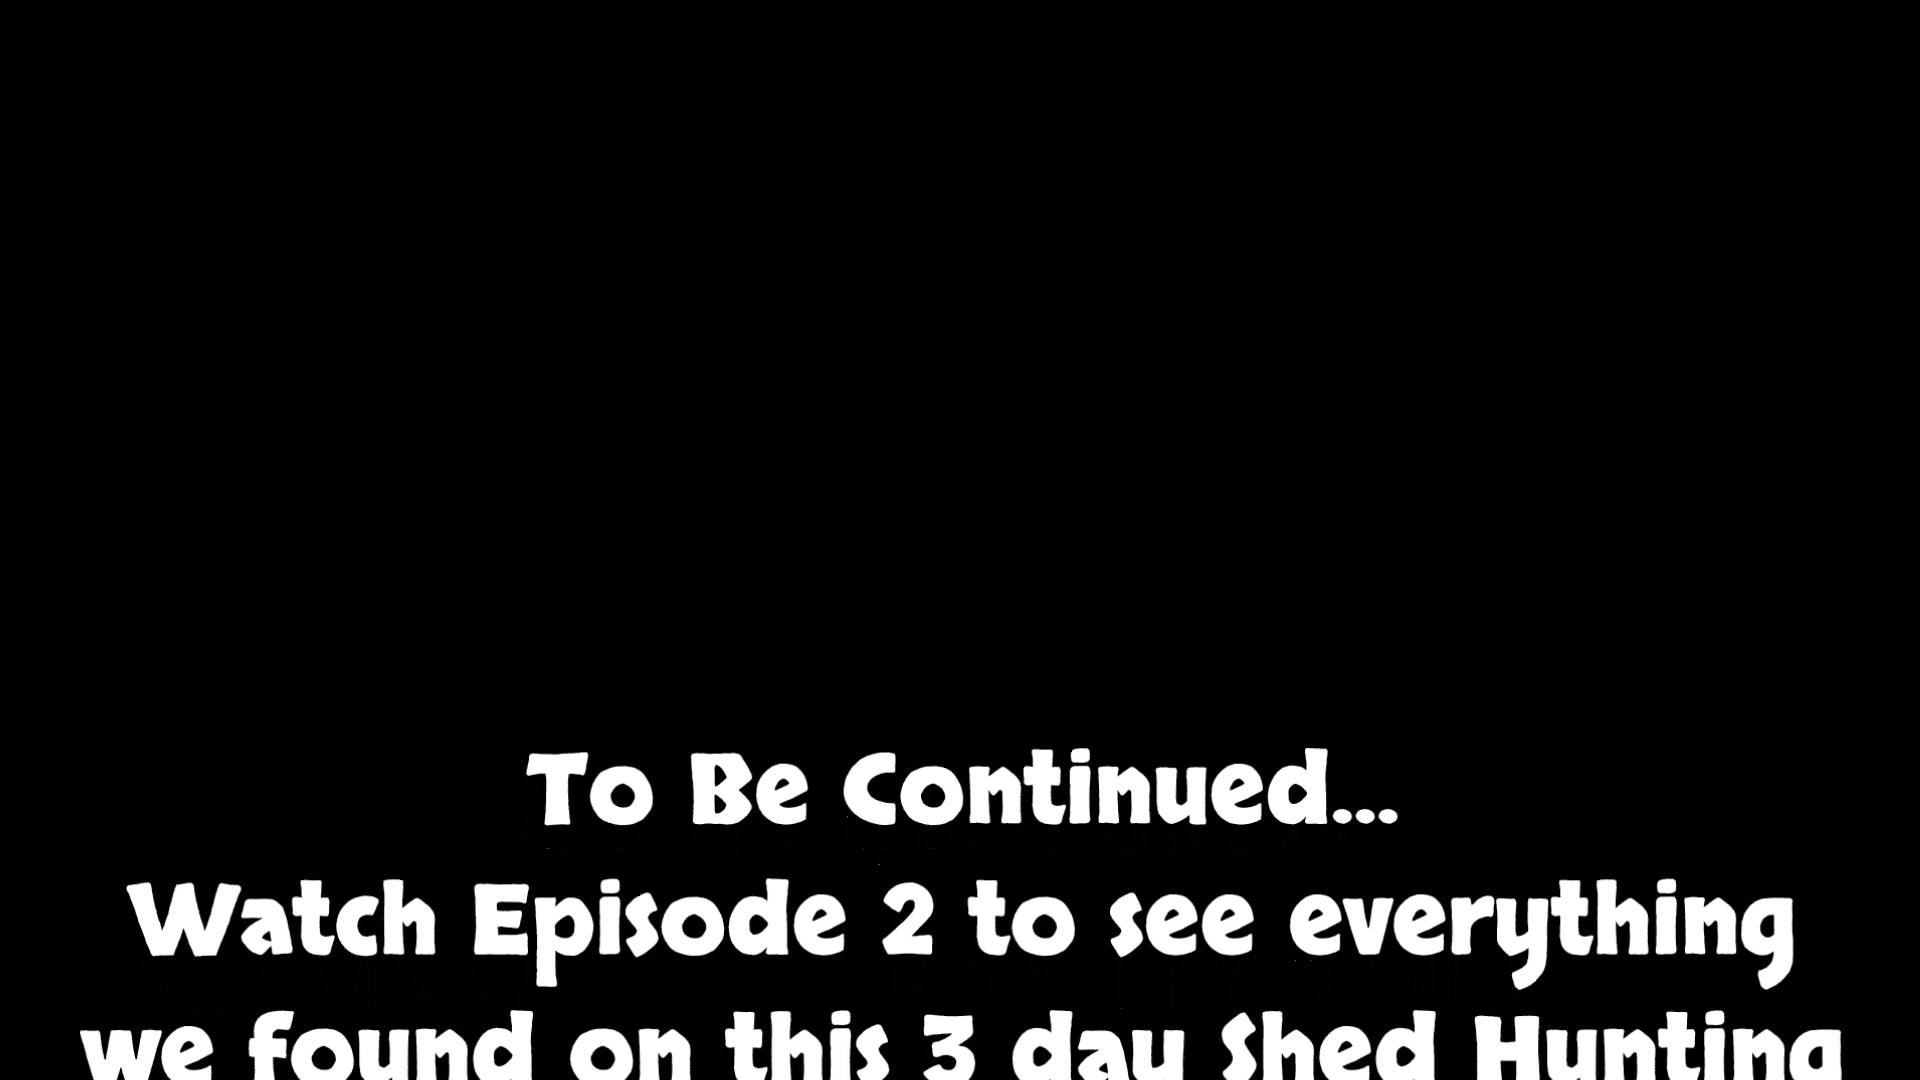 To Be Continued...
Watch Episode 2 to see everything
we found on this 3 day Shed Hunting